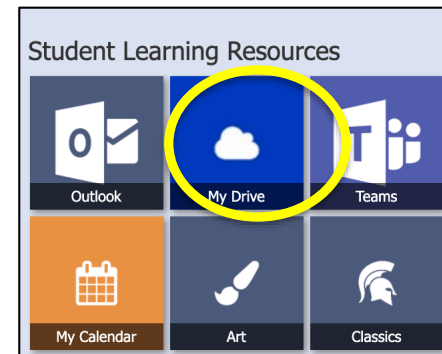 Student Learning Resources
Outlook
My Drive
Teams
My Calendar
Art
Classics